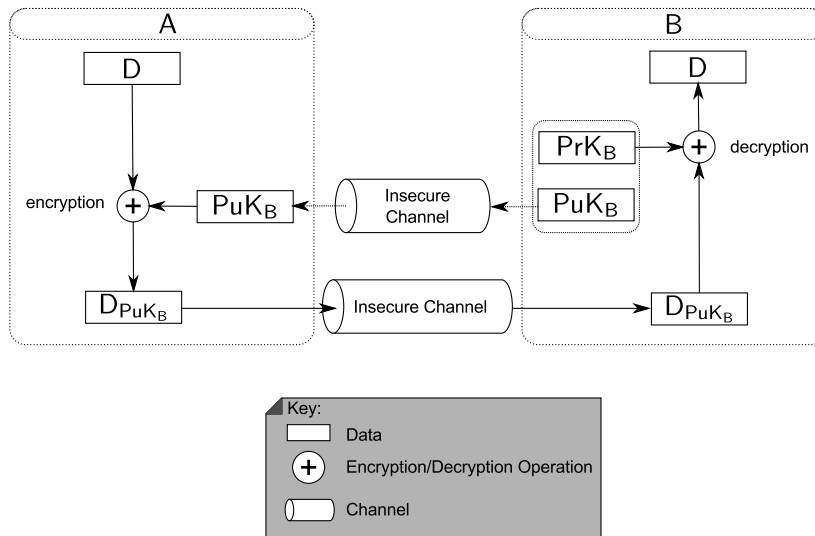 A
B
D
D
PrK_B
decryption
encryption
PuK_B
Insecure
Channel
PuK_B
D_PuK_B
Insecure Channel
D_PuK_B
Key:
Data
+ Encryption/Decryption Operation
Channel